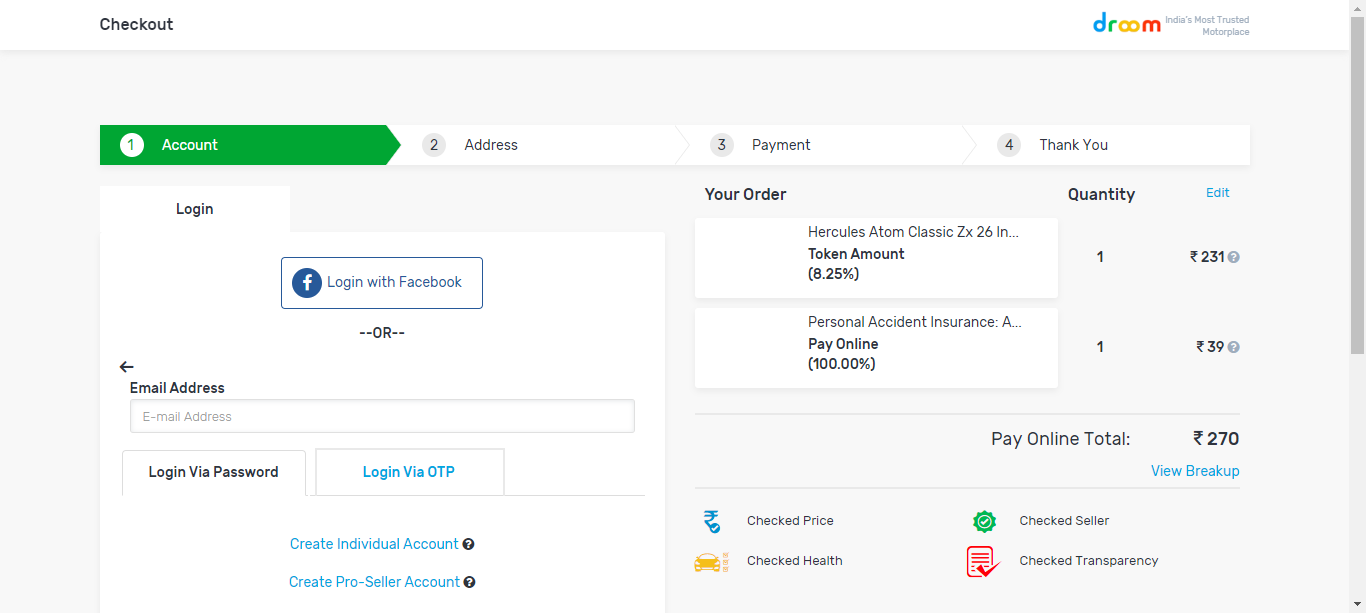 Checkout
droom
India's Most Trusted
Motorplace
1 Account
2 Address
3 Payment
4 Thank You
Login
f Login with Facebook
--OR--
Email Address
E-mail Address
Login Via Password
Login Via OTP
Create Individual Account ?
Create Pro-Seller Account ?
Your Order Quantity Edit
Hercules Atom Classic Zx 26 In...
Token Amount
(8.25%)
1 ₹ 231 ?
Personal Accident Insurance: A...
Pay Online
(100.00%)
1 ₹ 39 ?
Pay Online Total: ₹ 270
View Breakup
Checked Price
Checked Seller
Checked Health
Checked Transparency